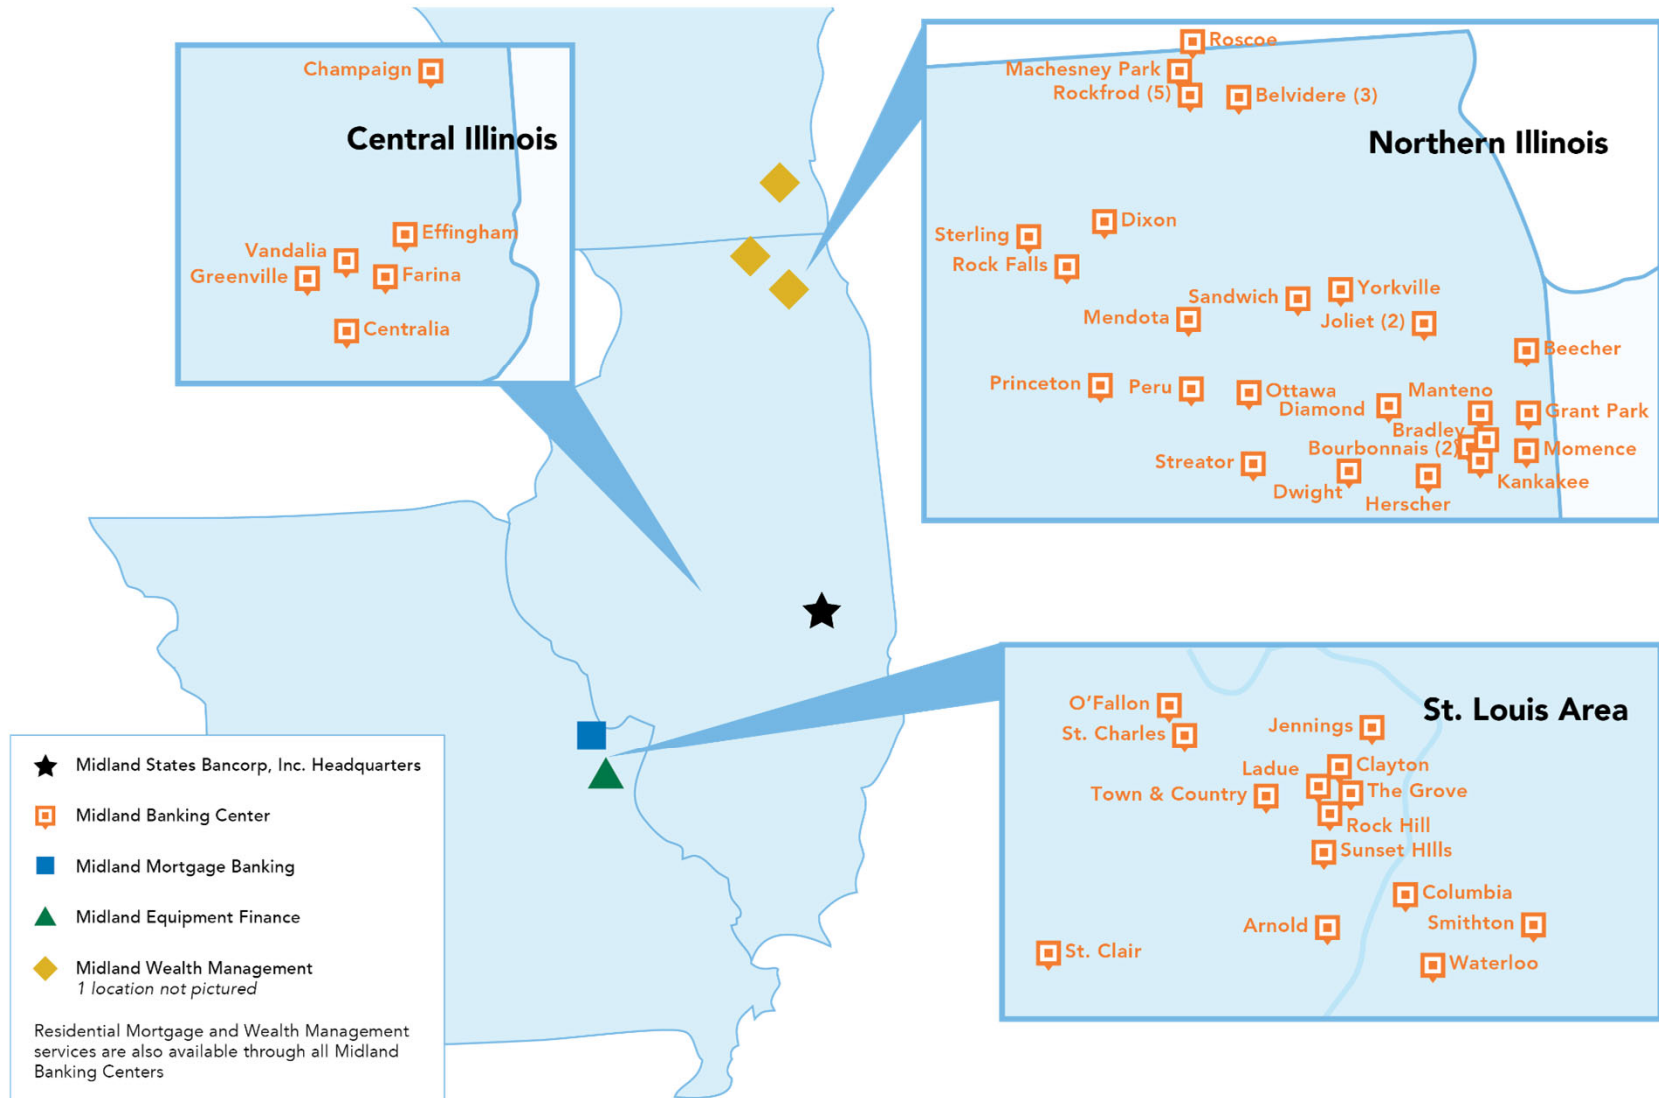 Champaign
Central Illinois
Effingham
Vandalia
Greenville
Farina
Centralia
Roscoe
Machesney Park
Rockfrod (5)
Belvidere (3)
Northern Illinois
Dixon
Sterling
Rock Falls
Yorkville
Sandwich
Mendota
Joliet (2)
Beecher
Princeton
Peru
Ottawa
Manteno
Diamond
Grant Park
Bradley
Bourbonnais (2)
Momence
Streator
Dwight
Kankakee
Herscher
O'Fallon
St. Louis Area
Jennings
St. Charles
Clayton
Ladue
Town & Country
The Grove
Rock Hill
Sunset HIlls
Columbia
Smithton
Arnold
St. Clair
Waterloo
Midland States Bancorp, Inc. Headquarters
Midland Banking Center
Midland Mortgage Banking
Midland Equipment Finance
Midland Wealth Management
1 location not pictured
Residential Mortgage and Wealth Management
services are also available through all Midland
Banking Centers